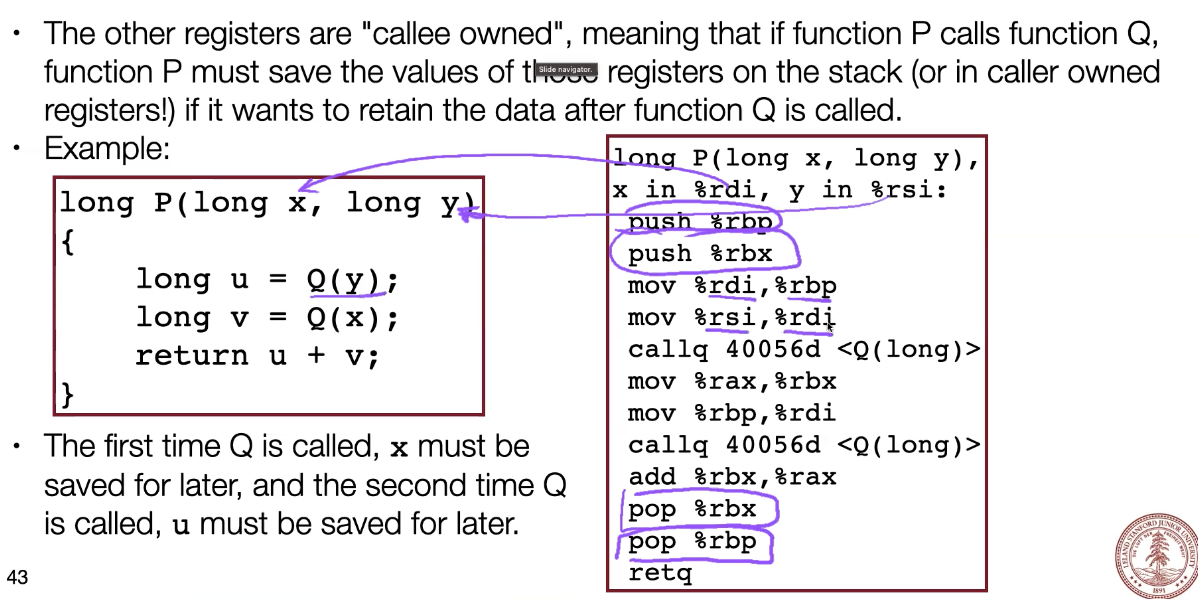 • The other registers are "callee owned", meaning that if function P calls function Q,
function P must save the values of registers on the stack (or in caller owned
registers!) if it wants to retain the data after function Q is called.
Slide navigator.
• Example:
long P(long x, long y)
{
long u = Q(y);
long v = Q(x);
return u + v;
}
long P(long x, long y),
x in %rdi, y in %rsi:
push %rbp
push %rbx
mov %rdi,%rbp
mov %rsi,%rdi
callq 40056d <Q(long)>
mov %rax,%rbx
mov %rbp,%rdi
callq 40056d <Q(long)>
add %rbx,%rax
pop %rbx
pop %rbp
retq
• The first time Q is called, x must be
saved for later, and the second time Q
is called, u must be saved for later.
43
1891